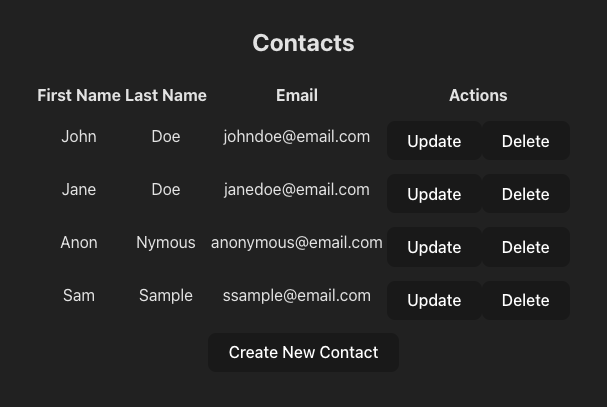 Contacts
First Name Last Name Email Actions
John Doe johndoe@email.com Update Delete
Jane Doe janedoe@email.com Update Delete
Anon Nymous anonymous@email.com Update Delete
Sam Sample ssample@email.com Update Delete
Create New Contact